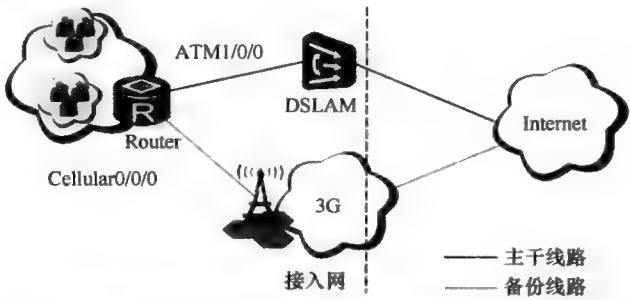 ATM1/0/0
DSLAM
R
Router
Internet
Cellular0/0/0
3G
接入网
主干线路
备份线路